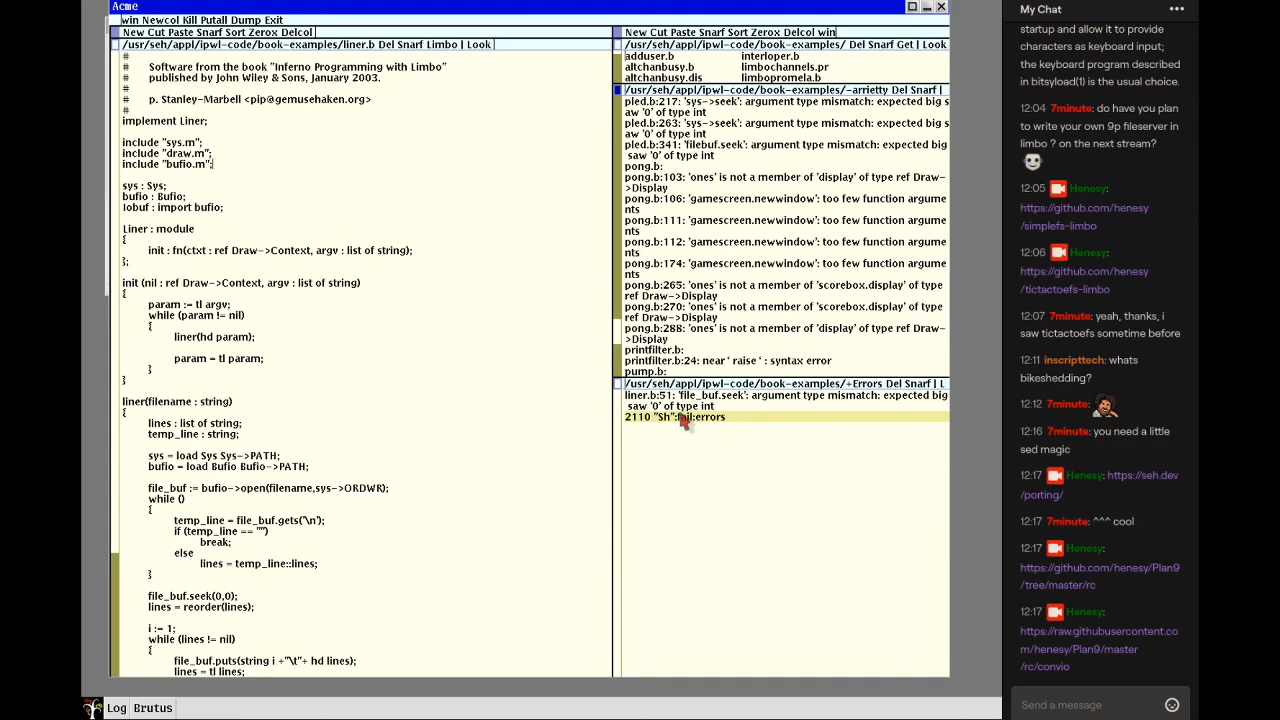 Acme
win Newcol Kill Putall Dump Exit
New Cut Paste Snarf Sort Zerox Delcol
/usr/seh/appl/ipwl-code/book-examples/liner.b Del Snarf Limbo | Look
#
# Software from the book "Inferno Programming with Limbo"
# published by John Wiley & Sons, January 2003.
#
# p. Stanley-Marbell <pip@gemusehaken.org>
#
implement Liner;
include "sys.m";
include "draw.m";
include "bufio.m";
sys : Sys;
bufio : Bufio;
Iobuf : import bufio;
Liner : module
{
init : fn(ctxt : ref Draw->Context, argv : list of string);
};
init (nil : ref Draw->Context, argv : list of string)
{
param := tl argv;
while (param != nil)
{
liner(hd param);
param = tl param;
}
}
liner(filename : string)
{
lines : list of string;
temp_line : string;
sys = load Sys Sys->PATH;
bufio = load Bufio Bufio->PATH;
file_buf := bufio->open(filename,sys->ORDWR);
while ()
{
temp_line = file_buf.gets('\n');
if (temp_line == "")
break;
else
lines = temp_line::lines;
}
file_buf.seek(0,0);
lines = reorder(lines);
i := 1;
while (lines != nil)
{
file_buf.puts(string i +"\t"+ hd lines);
lines = tl lines;
New Cut Paste Snarf Sort Zerox Delcol win
/usr/seh/appl/ipwl-code/book-examples/ Del Snarf Get | Look
adduser.b interloper.b
altchanbusy.b limbochannels.pr
altchanbusy.dis limbopromela.b
/usr/seh/appl/ipwl-code/book-examples/-arrietty Del Snarf |
pled.b:217: 'sys->seek': argument type mismatch: expected big s
aw '0' of type int
pled.b:263: 'sys->seek': argument type mismatch: expected big s
aw '0' of type int
pled.b:341: 'filebuf.seek': argument type mismatch: expected big
saw '0' of type int
pong.b:
pong.b:103: 'ones' is not a member of 'display' of type ref Draw-
>Display
pong.b:106: 'gamescreen.newwindow': too few function argume
nts
pong.b:111: 'gamescreen.newwindow': too few function argume
nts
pong.b:112: 'gamescreen.newwindow': too few function argume
nts
pong.b:174: 'gamescreen.newwindow': too few function argume
nts
pong.b:265: 'ones' is not a member of 'scorebox.display' of type
ref Draw->Display
pong.b:270: 'ones' is not a member of 'scorebox.display' of type
ref Draw->Display
pong.b:288: 'ones' is not a member of 'display' of type ref Draw-
>Display
printfilter.b:
printfilter.b:24: near ` raise ` : syntax error
pump.b:
/usr/seh/appl/ipwl-code/book-examples/+Errors Del Snarf | L
liner.b:51: 'file_buf.seek': argument type mismatch: expected big
saw '0' of type int
2110 "Sh":fail:errors
Log Brutus
My Chat
startup and allow it to provide
characters as keyboard input;
the keyboard program described
in bitsyload(1) is the usual choice.
12:04 7minute: do have you plan
to write your own 9p fileserver in
limbo ? on the next stream?
12:05 Henesy:
https://github.com/henesy
/simplefs-limbo
12:06 Henesy:
https://github.com/henesy
/tictactoefs-limbo
12:07 7minute: yeah, thanks, i
saw tictactoefs sometime before
12:11 inscripttech: whats
bikeshedding?
12:12 7minute:
12:16 7minute: you need a little
sed magic
12:17 Henesy: https://seh.dev
/porting/
12:17 7minute: ^^^ cool
12:17 Henesy:
https://github.com/henesy/Plan9
/tree/master/rc
12:17 Henesy:
https://raw.githubusercontent.co
m/henesy/Plan9/master
/rc/convio
Send a message